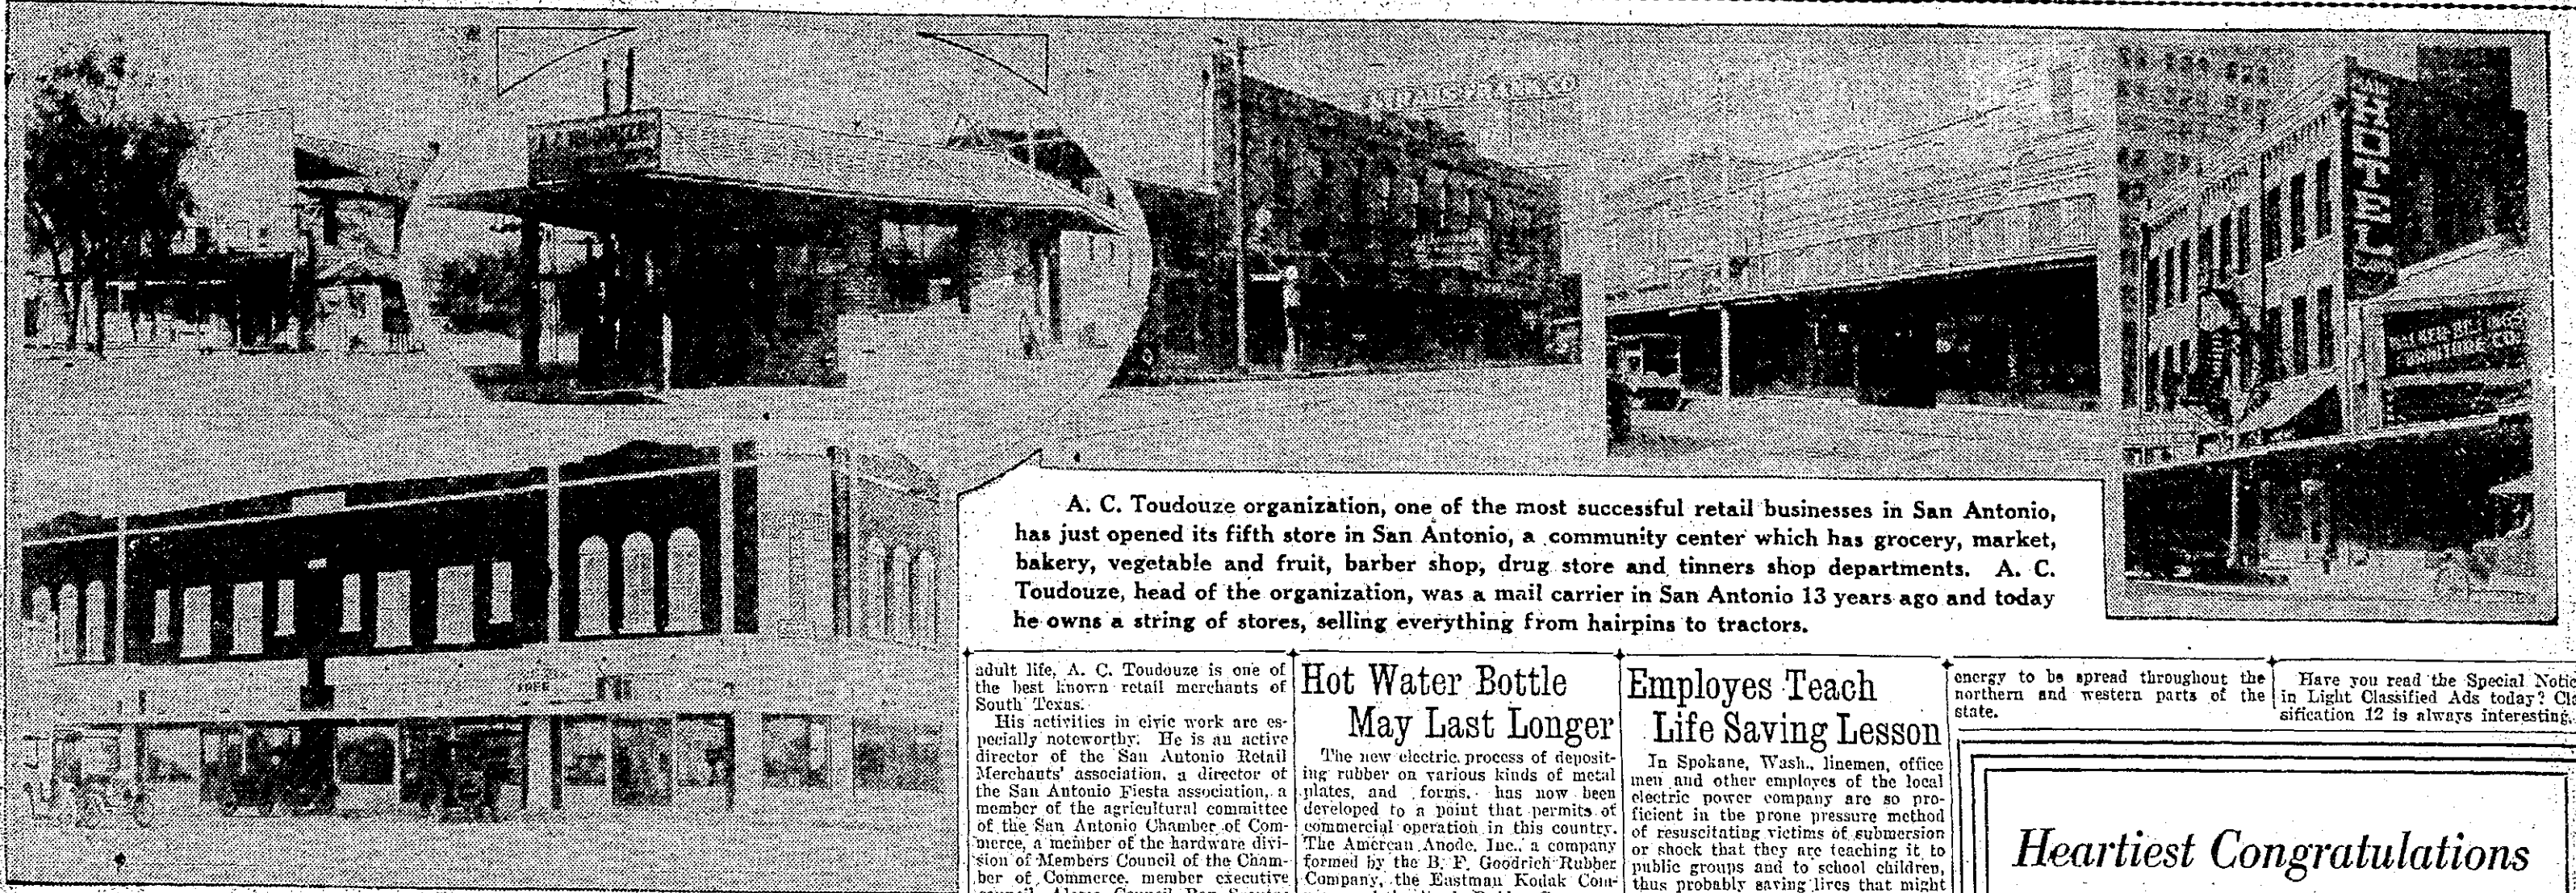 STRAUS-FRANK CO.
JOSKE
FURNITURE CO.
A. C. Toudouze organization, one of the most successful retail businesses in San Antonio,
has just opened its fifth store in San Antonio, a community center which has grocery, market,
bakery, vegetable and fruit, barber shop, drug store and tinners shop departments. A. C.
Toudouze, head of the organization, was a mail carrier in San Antonio 13 years ago and today
he owns a string of stores, selling everything from hairpins to tractors.
adult life, A. C. Toudouze is one of
the best known retail merchants of
South Texas.
His activities in civic work are es-
pecially noteworthy. He is an active
director of the San Antonio Retail
Merchants' association, a director of
the San Antonio Fiesta association, a
member of the agricultural committee
of the San Antonio Chamber of Com-
merce, a member of the hardware divi-
sion of Members Council of the Cham-
ber of Commerce, member executive
Hot Water Bottle
May Last Longer
The new electric process of deposit-
ing rubber on various kinds of metal
plates, and forms, has now been
developed to a point that permits of
commercial operation in this country.
The Amercan Anode, Inc., a company
formed by the B. F. Goodrich Rubber
Company, the Eastman Kodak Com-
Employes Teach
Life Saving Lesson
In Spokane, Wash., linemen, office
men and other employes of the local
electric power company are so pro-
ficient in the prone pressure method
of resuscitating victims of submersion
or shock that they are teaching it to
public groups and to school children,
thus probably saving lives that might
energy to be spread throughout the
northern and western parts of the
state.
Have you read the Special Notic
in Light Classified Ads today? Cla
sification 12 is always interesting.
Heartiest Congratulations